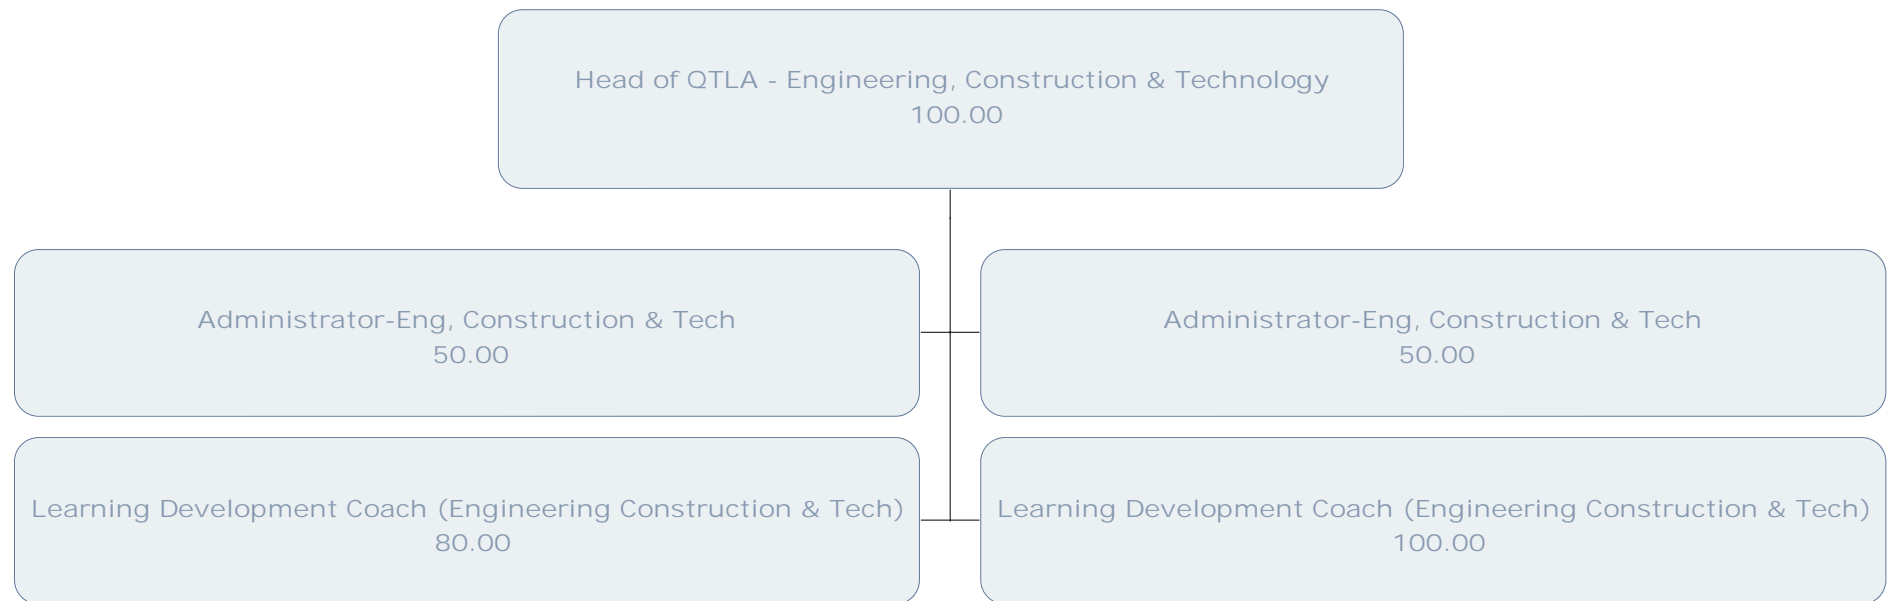 Head of QTLA - Engineering, Construction & Technology
100.00
Administrator-Eng, Construction & Tech
50.00
Administrator-Eng, Construction & Tech
50.00
Learning Development Coach (Engineering Construction & Tech)
80.00
Learning Development Coach (Engineering Construction & Tech)
100.00